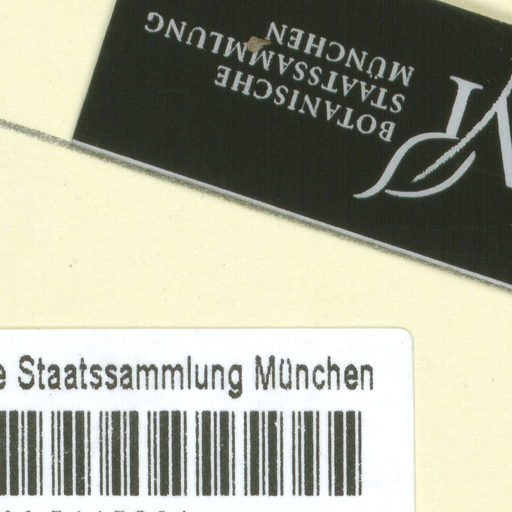 BOTANISCHE
STAATSSAMMLUNG
MÜNCHEN
M
e Staatssammlung München